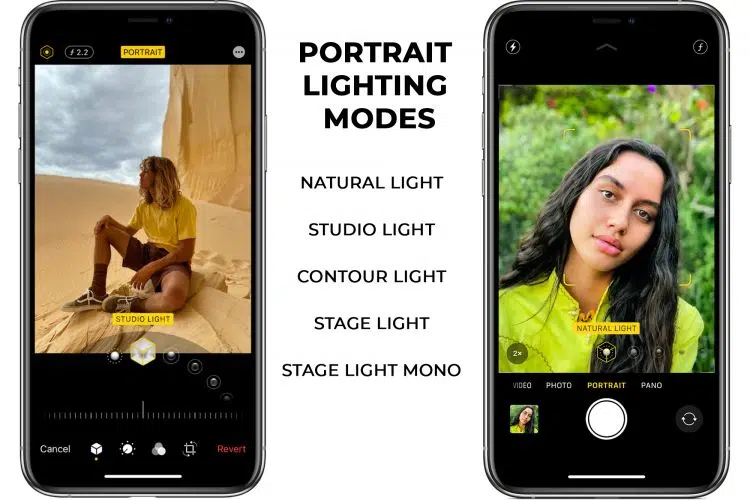 f 2.2
PORTRAIT
STUDIO LIGHT
Cancel
Revert
PORTRAIT
LIGHTING
MODES
NATURAL LIGHT
STUDIO LIGHT
CONTOUR LIGHT
STAGE LIGHT
STAGE LIGHT MONO
f
NATURAL LIGHT
2×
VIDEO PHOTO PORTRAIT PANO